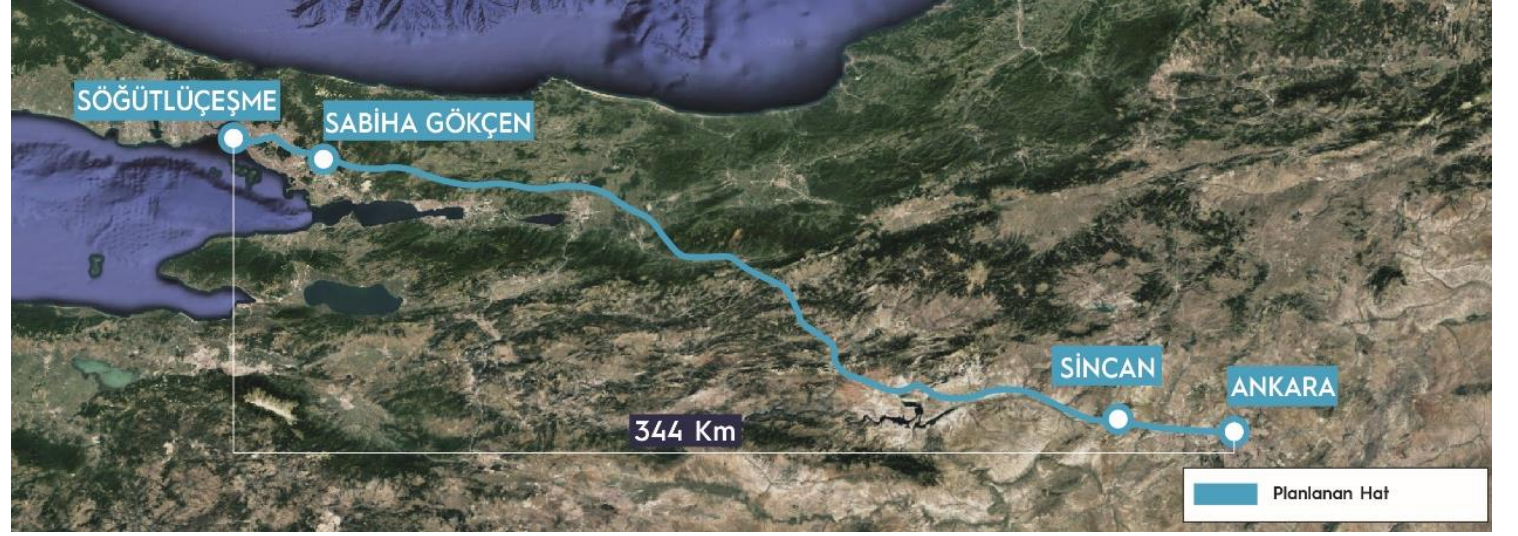 SÖĞÜTLÜÇEŞME
SABİHA GÖKÇEN
SİNCAN
ANKARA
344 Km
Planlanan Hat